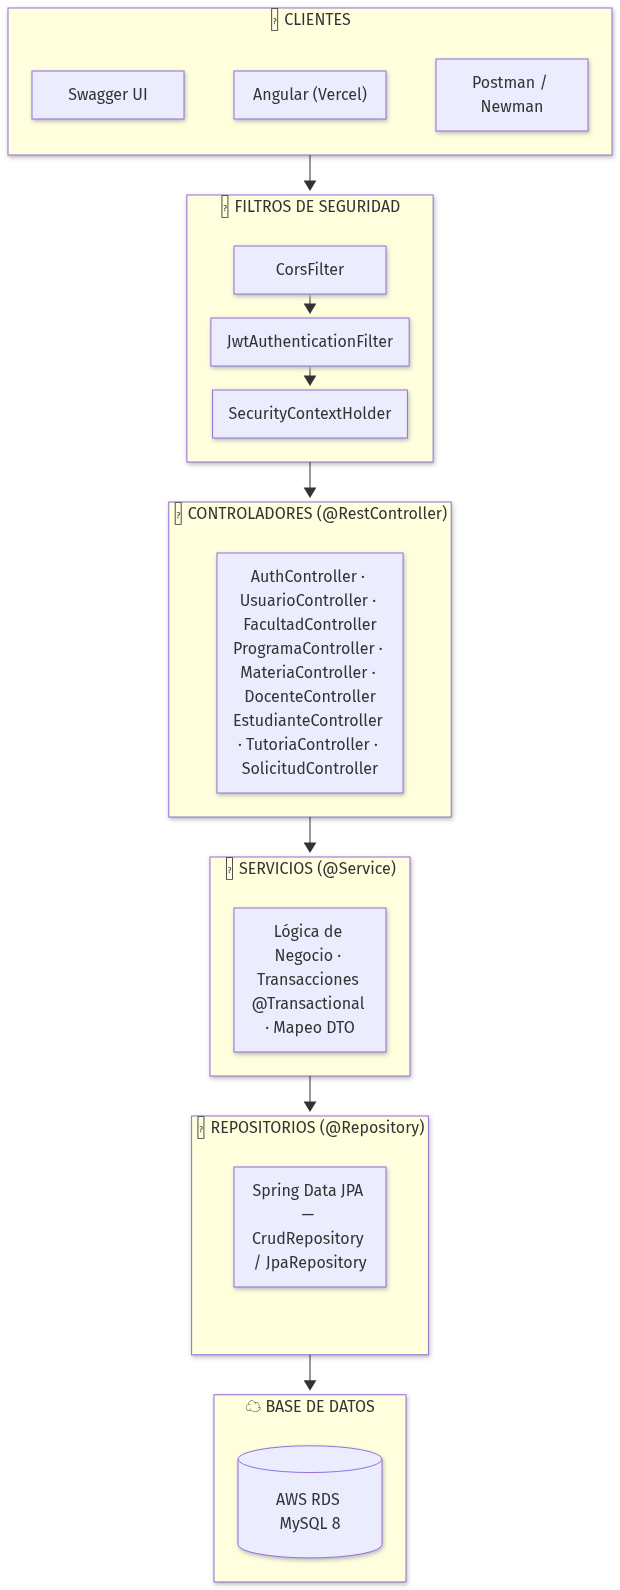 CLIENTES
Swagger UI
Angular (Vercel)
Postman /
Newman
FILTROS DE SEGURIDAD
CorsFilter
JwtAuthenticationFilter
SecurityContextHolder
CONTROLADORES (@RestController)
AuthController ·
UsuarioController ·
FacultadController
ProgramaController ·
MateriaController ·
DocenteController
EstudianteController
· TutoriaController ·
SolicitudController
SERVICIOS (@Service)
Lógica de
Negocio ·
Transacciones
@Transactional
· Mapeo DTO
REPOSITORIOS (@Repository)
Spring Data JPA
—
CrudRepository
/ JpaRepository
☁ BASE DE DATOS
AWS RDS
MySQL 8